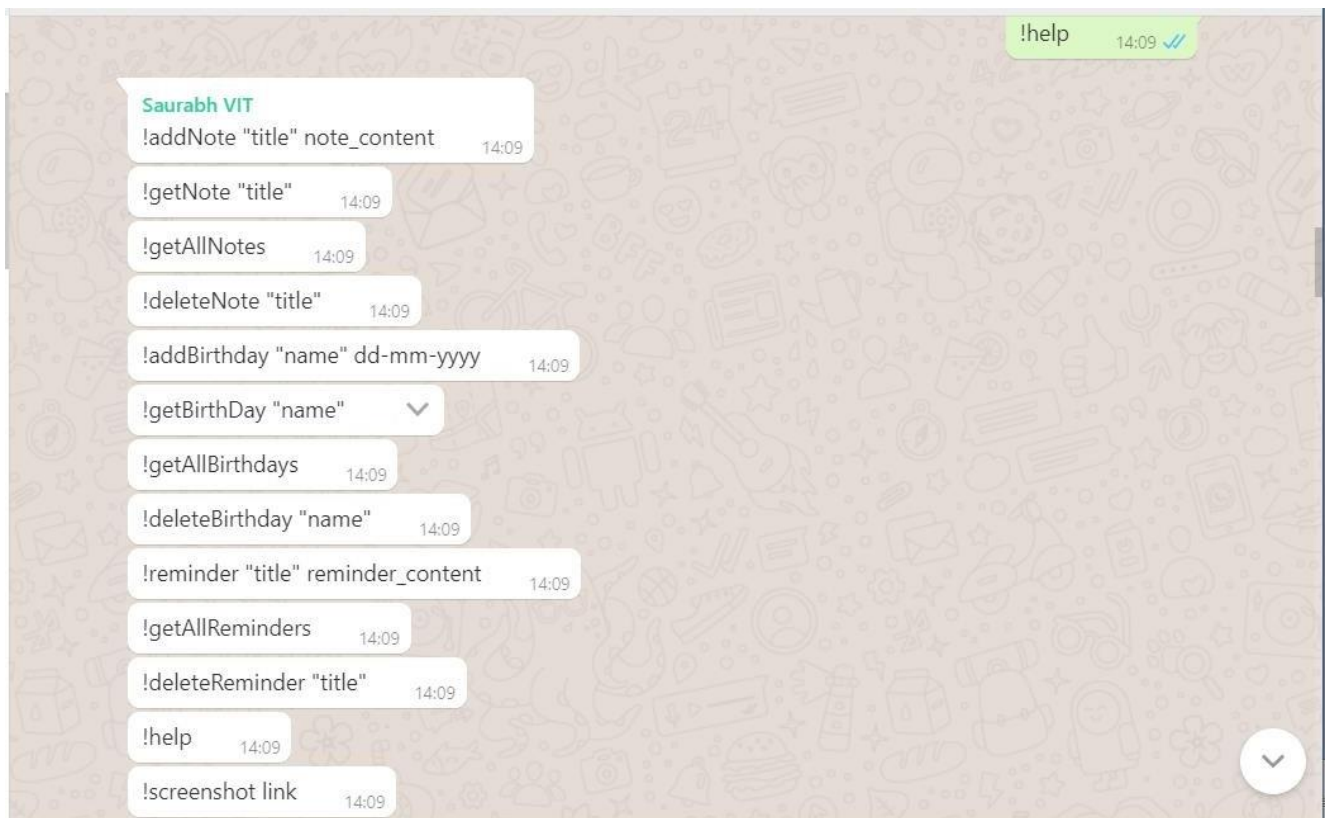 !help
14:09
Saurabh VIT
!addNote "title" note_content
14:09
!getNote "title"
14:09
!getAllNotes
14:09
!deleteNote "title"
14:09
!addBirthday "name" dd-mm-yyyy
14:09
!getBirthDay "name"
!getAllBirthdays
14:09
!deleteBirthday "name"
14:09
!reminder "title" reminder_content
14:09
!getAllReminders
14:09
!deleteReminder "title"
14:09
!help
14:09
!screenshot link
14:09